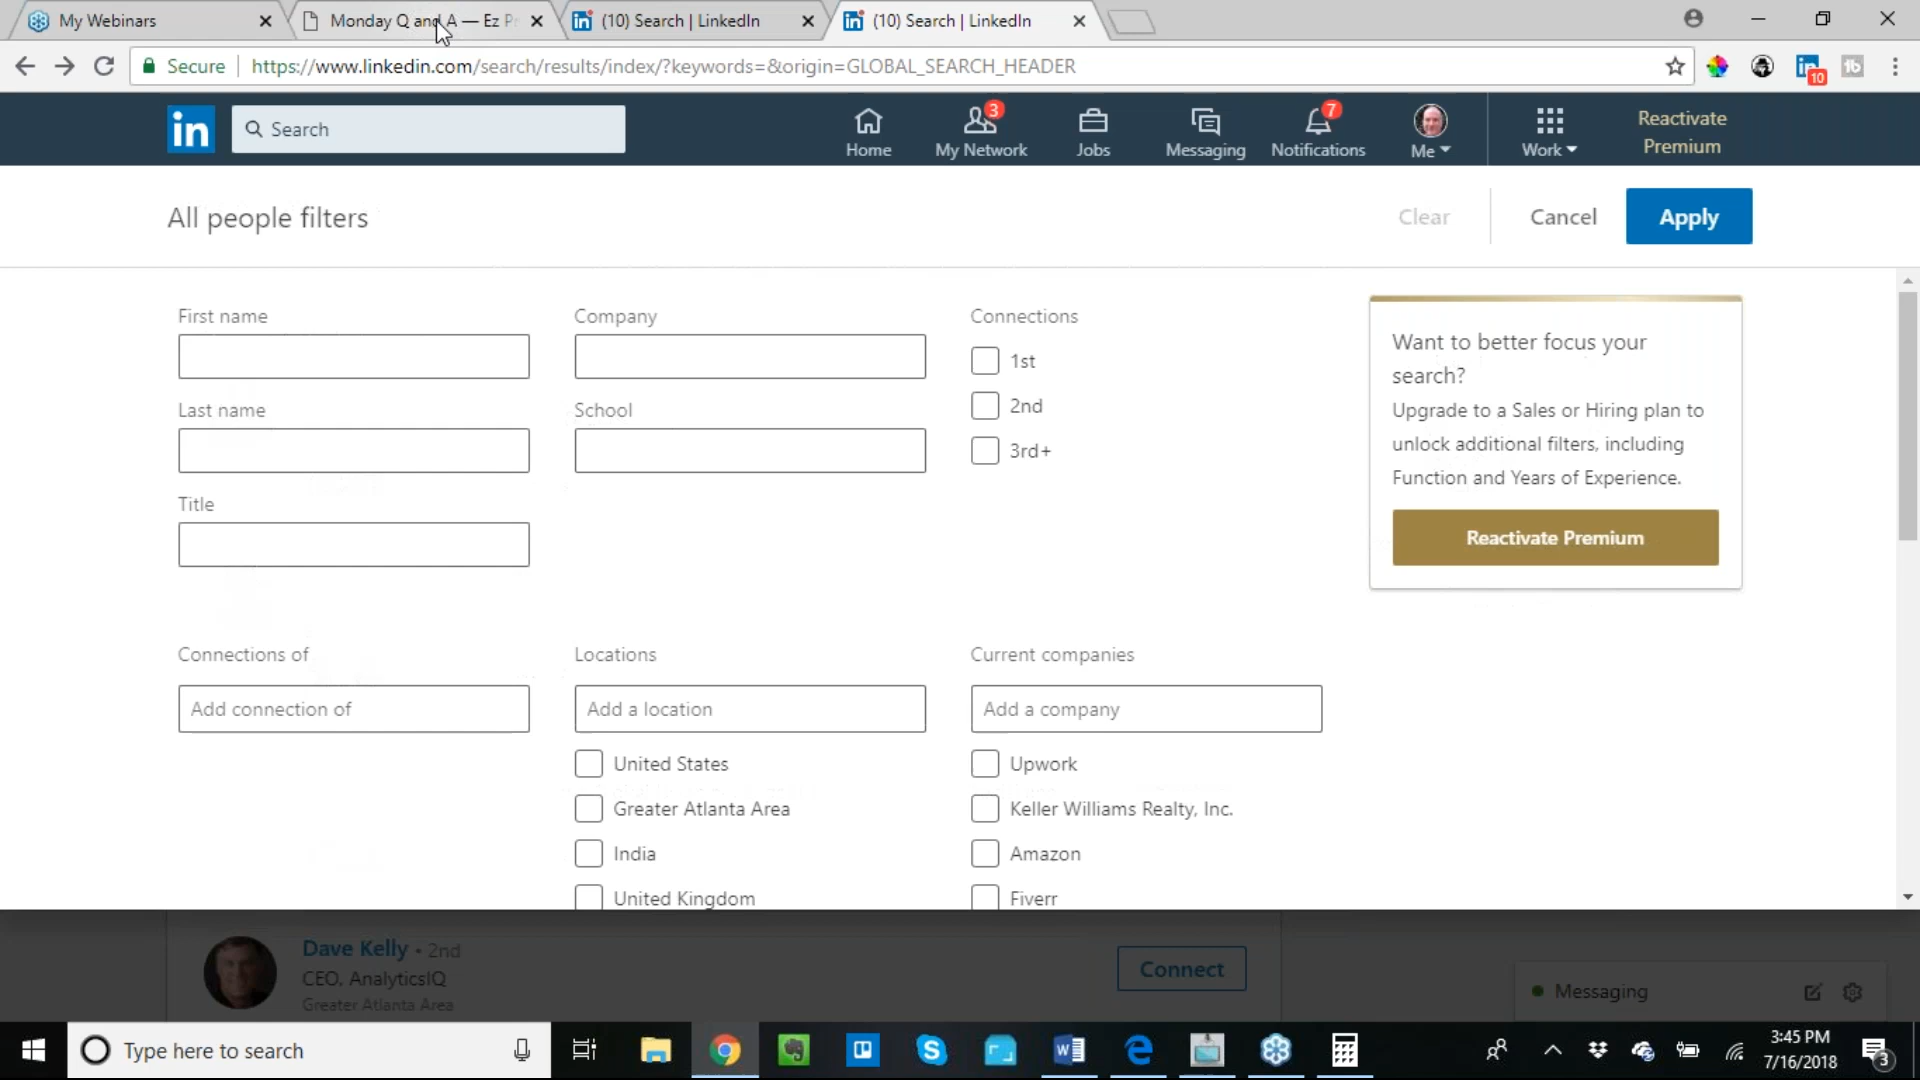 My Webinars
Monday Q and A — Ez P
(10) Search | LinkedIn
(10) Search | LinkedIn
Secure
https://www.linkedin.com/search/results/index/?keywords=&origin=GLOBAL_SEARCH_HEADER
10
in
Search
Home
3
My Network
Jobs
Messaging
7
Notifications
Me
Work
Reactivate
Premium
All people filters
Clear
Cancel
Apply
First name
Company
Connections
1st
2nd
3rd+
Last name
School
Title
Want to better focus your
search?
Upgrade to a Sales or Hiring plan to
unlock additional filters, including
Function and Years of Experience.
Reactivate Premium
Connections of
Locations
Current companies
Add connection of
Add a location
Add a company
United States
Upwork
Greater Atlanta Area
Keller Williams Realty, Inc.
India
Amazon
United Kingdom
Fiverr
Dave Kelly • 2nd
CEO, AnalyticsIQ
Greater Atlanta Area
Connect
Messaging
Type here to search
3:45 PM
7/16/2018
3